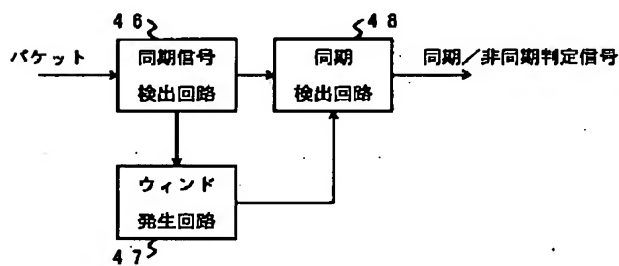 46
48
パケット
同期信号
検出回路
同期
検出回路
同期/非同期判定信号
ウィンド
発生回路
47